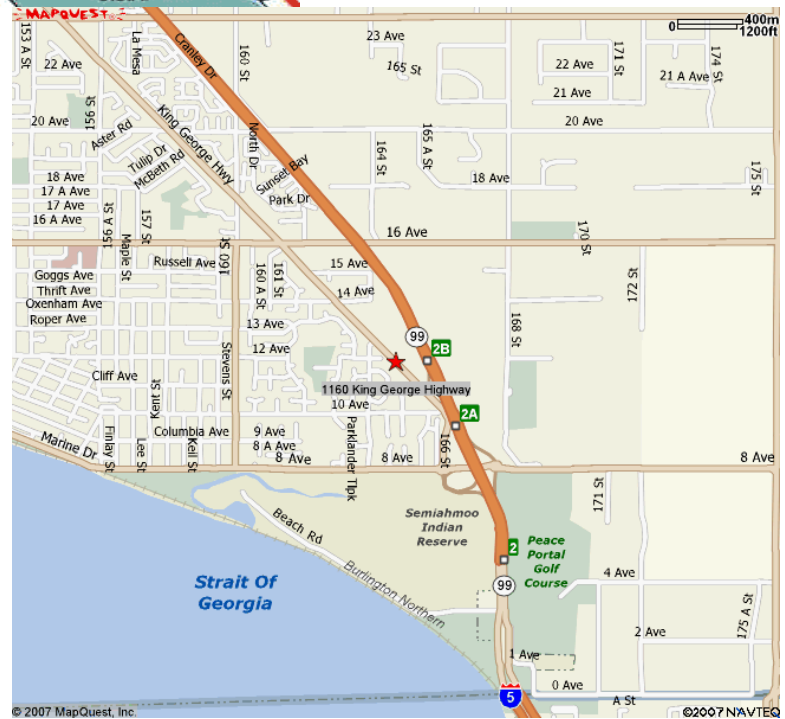 MAPQUEST
0 400m
1200ft
153 A St
22 Ave
La Mesa
Cranley Dr
160 St
23 Ave
165 St
171 St
22 Ave
174 St
21 A Ave
21 Ave
156 St
20 Ave
Aster Rd
King George Hwy
20 Ave
Tulip Dr
McBeth Rd
North Dr
Sunset Bay
Park Dr
164 St
165 A St
18 Ave
175 St
18 Ave
17 A Ave
17 Ave
16 A Ave
156 A St
157 St
Maple St
160 St
16 Ave
170 St
Goggs Ave
Thrift Ave
Oxenham Ave
Roper Ave
Russell Ave
160 A St
161 St
15 Ave
14 Ave
172 St
168 St
13 Ave
12 Ave
Stevens St
99
2B
Cliff Ave
Kent St
1160 King George Highway
10 Ave
2A
Marine Dr
Finlay St
Lee St
Columbia Ave
Kell St
9 Ave
8 A Ave
8 Ave
Parklander Tlpk
8 Ave
166 St
8 Ave
171 St
Beach Rd
Semiahmoo
Indian
Reserve
2
Peace
Portal
Golf
Course
Strait Of
Georgia
Burlington Northern
99
4 Ave
2 Ave
175 A St
1 Ave
0 Ave
A St
5
© 2007 MapQuest, Inc.
©2007 NAVTEQ